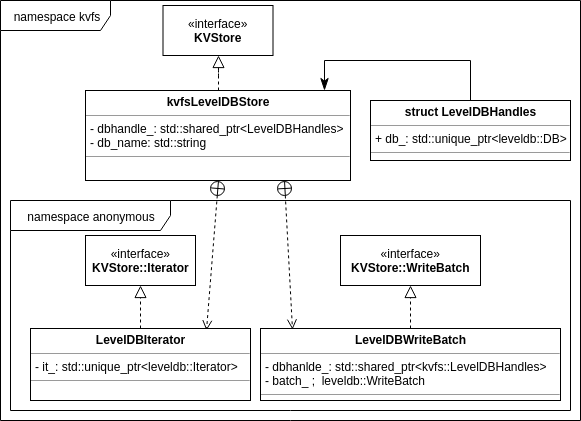 namespace kvfs
«interface»
KVStore
kvfsLevelDBStore
- dbhandle_: std::shared_ptr<LevelDBHandles>
- db_name: std::string
struct LevelDBHandles
+ db_: std::unique_ptr<leveldb::DB>
namespace anonymous
«interface»
KVStore::Iterator
«interface»
KVStore::WriteBatch
LevelDBIterator
- it_: std::unique_ptr<leveldb::Iterator>
LevelDBWriteBatch
- dbhanlde_: std::shared_ptr<kvfs::LevelDBHandles>
- batch_ ;  leveldb::WriteBatch